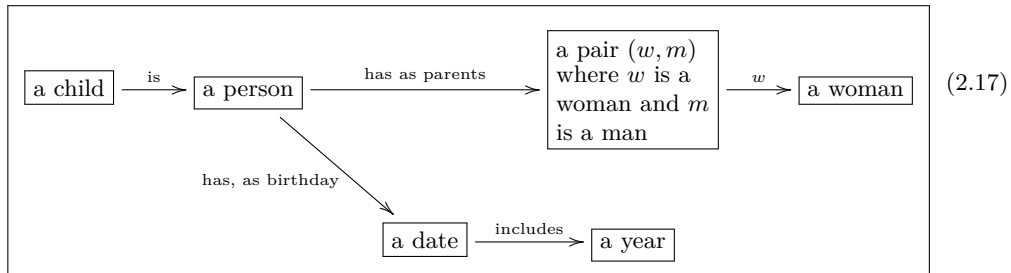 a child
is
a person
has as parents
a pair (w, m)
where w is a
woman and m
is a man
w
a woman
(2.17)
has, as birthday
a date
includes
a year